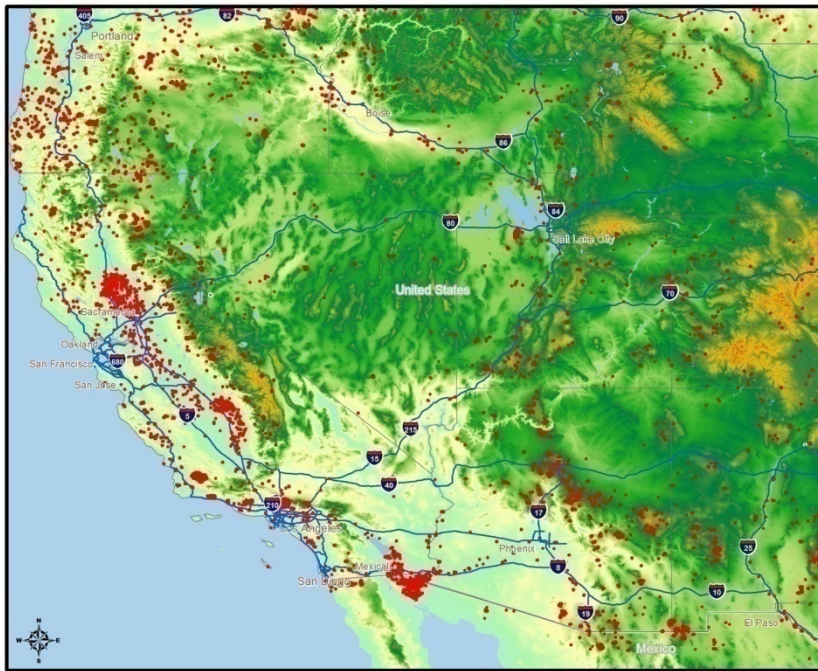 405
82
90
Portland
Salem
Boise
86
84
80
Salt Lake City
United States
70
Sacramento
Oakland
San Francisco
680
San Jose
5
215
15
40
210
Los Angeles
17
Phoenix
25
Mexicali
8
San Diego
10
19
El Paso
Mexico
N
W E
S